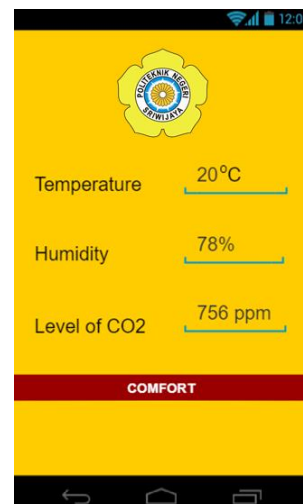 12:0
POLITEKNIK NEGERI
SRIWIJAYA
Temperature 20°C
Humidity 78%
Level of CO2 756 ppm
COMFORT